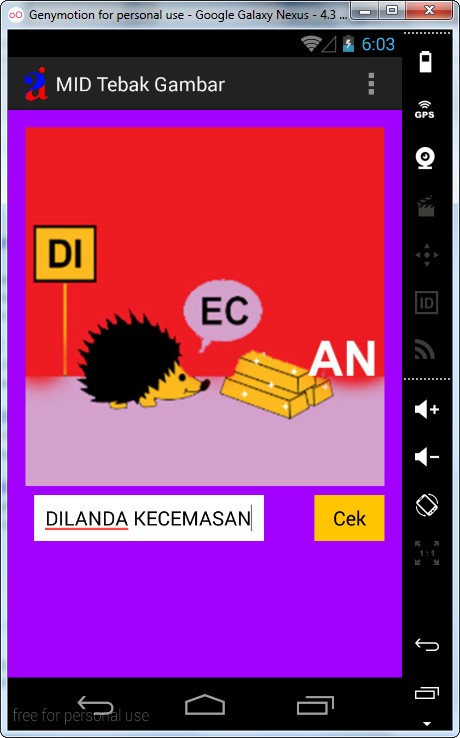 Genymotion for personal use - Google Galaxy Nexus - 4.3 ...
6:03
MID Tebak Gambar
GPS
DI
EC
AN
ID
DILANDA KECEMASAN
Cek
1:1
free for personal use